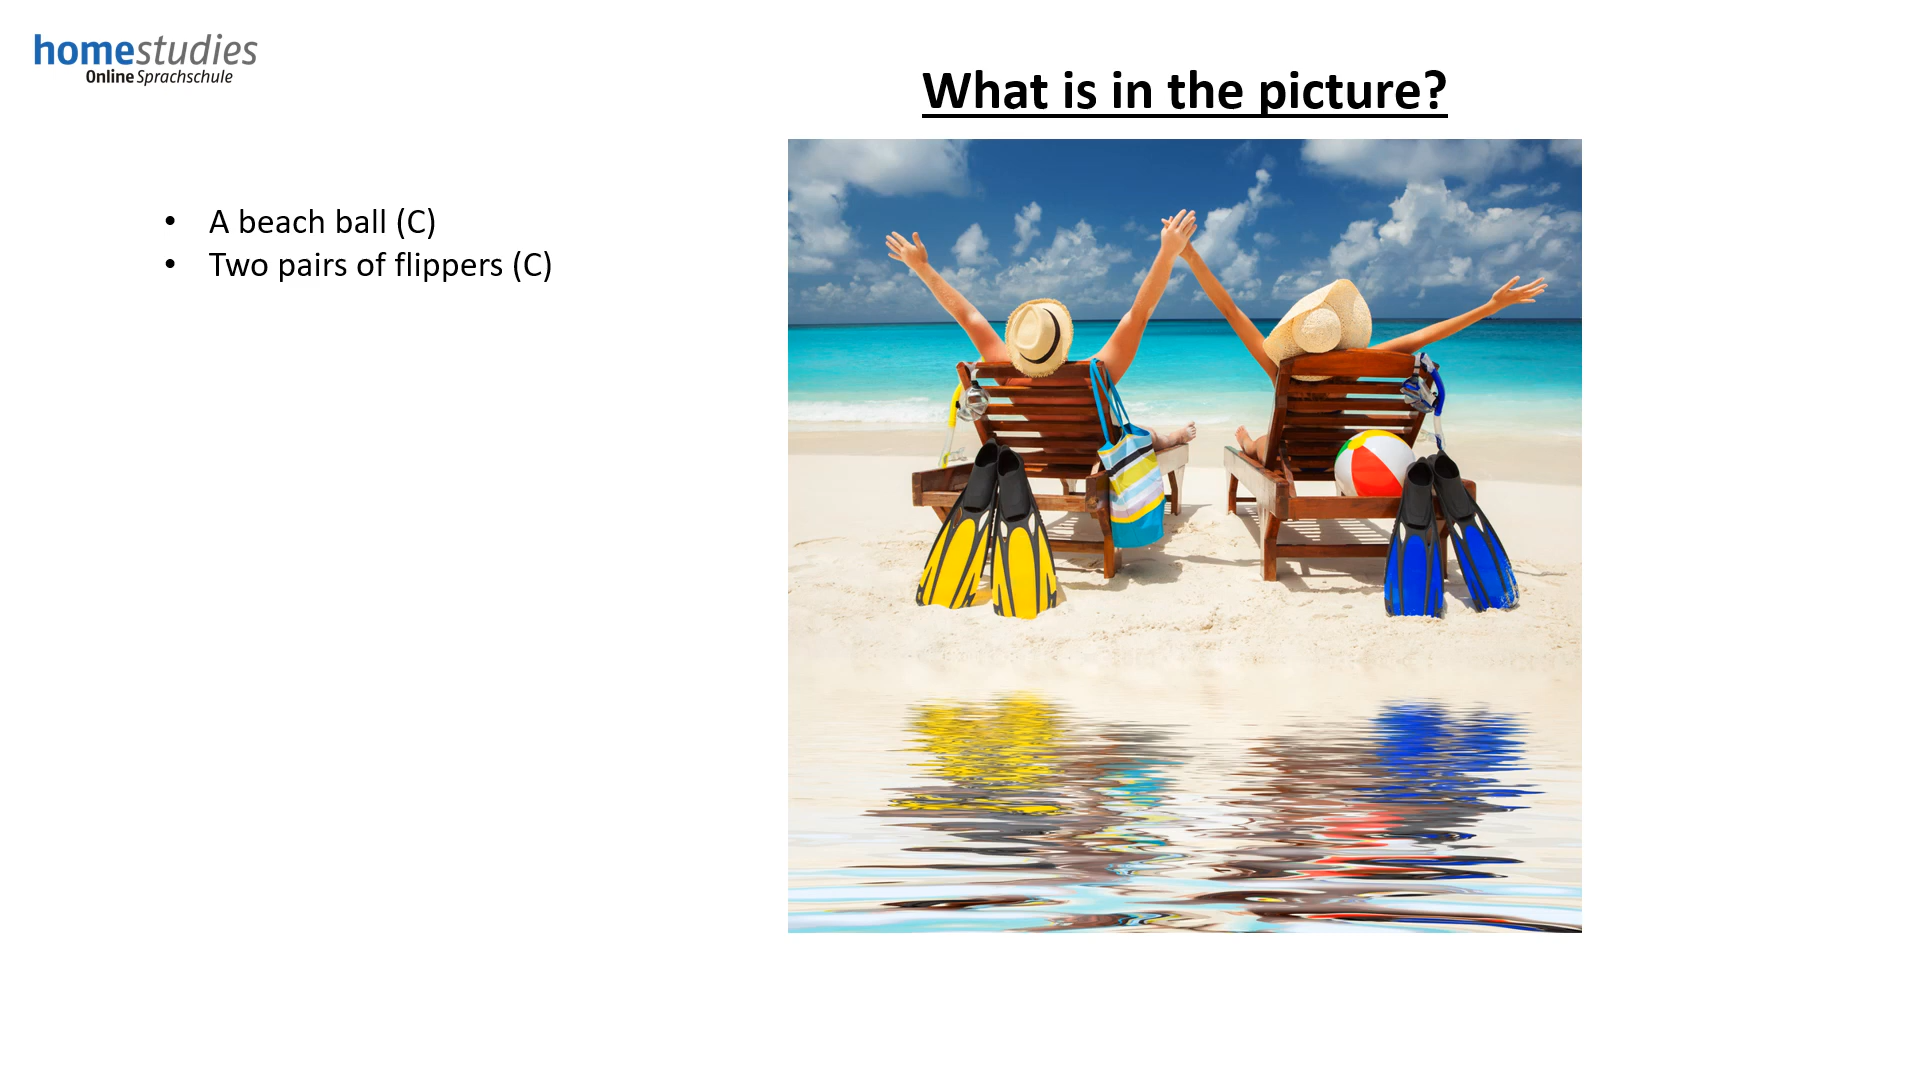 homestudies
Online Sprachschule
What is in the picture?
• A beach ball (C)
• Two pairs of flippers (C)